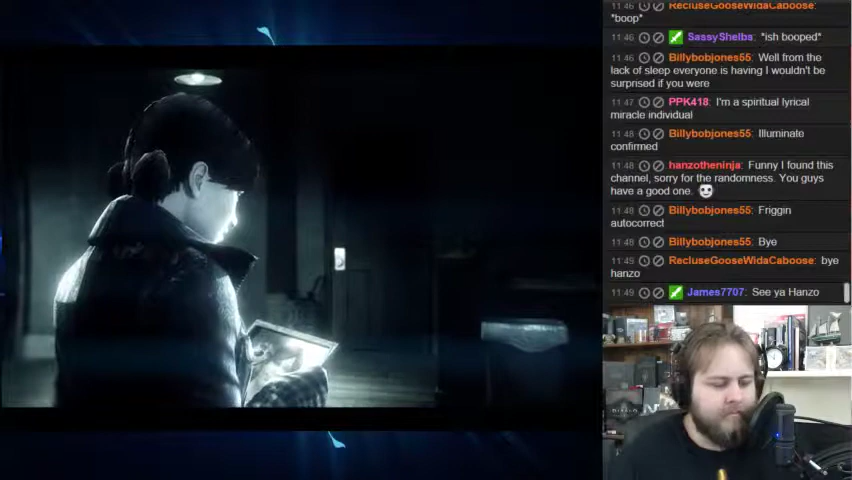 11:46 RecluseGooseWidaCaboose:
*boop*
11:46 SassyShelbs: *ish booped*
11:46 Billybobjones55: Well from the
lack of sleep everyone is having I wouldn't be
surprised if you were
11:47 PPK418: I'm a spiritual lyrical
miracle individual
11:48 Billybobjones55: Illuminate
confirmed
11:48 hanzotheninja: Funny I found this
channel, sorry for the randomness. You guys
have a good one.
11:48 Billybobjones55: Friggin
autocorrect
11:48 Billybobjones55: Bye
11:49 RecluseGooseWidaCaboose: bye
hanzo
11:49 James7707: See ya Hanzo
DIABLO